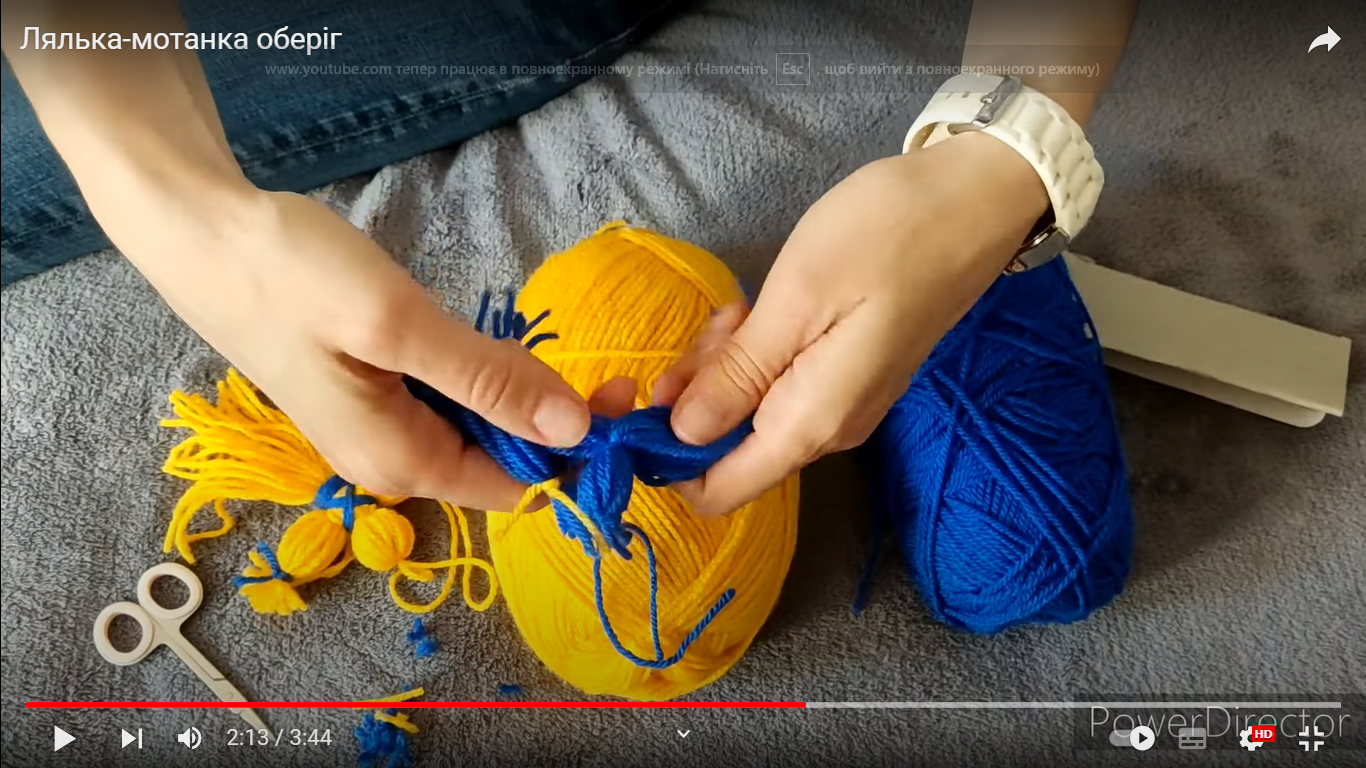 Лялька-мотанка оберіг
www.youtube.com тепер працює в повноекранному режимі (Натисніть Esc , щоб вийти з повноекранного режиму)
2:13 / 3:44
HD
PowerDirector